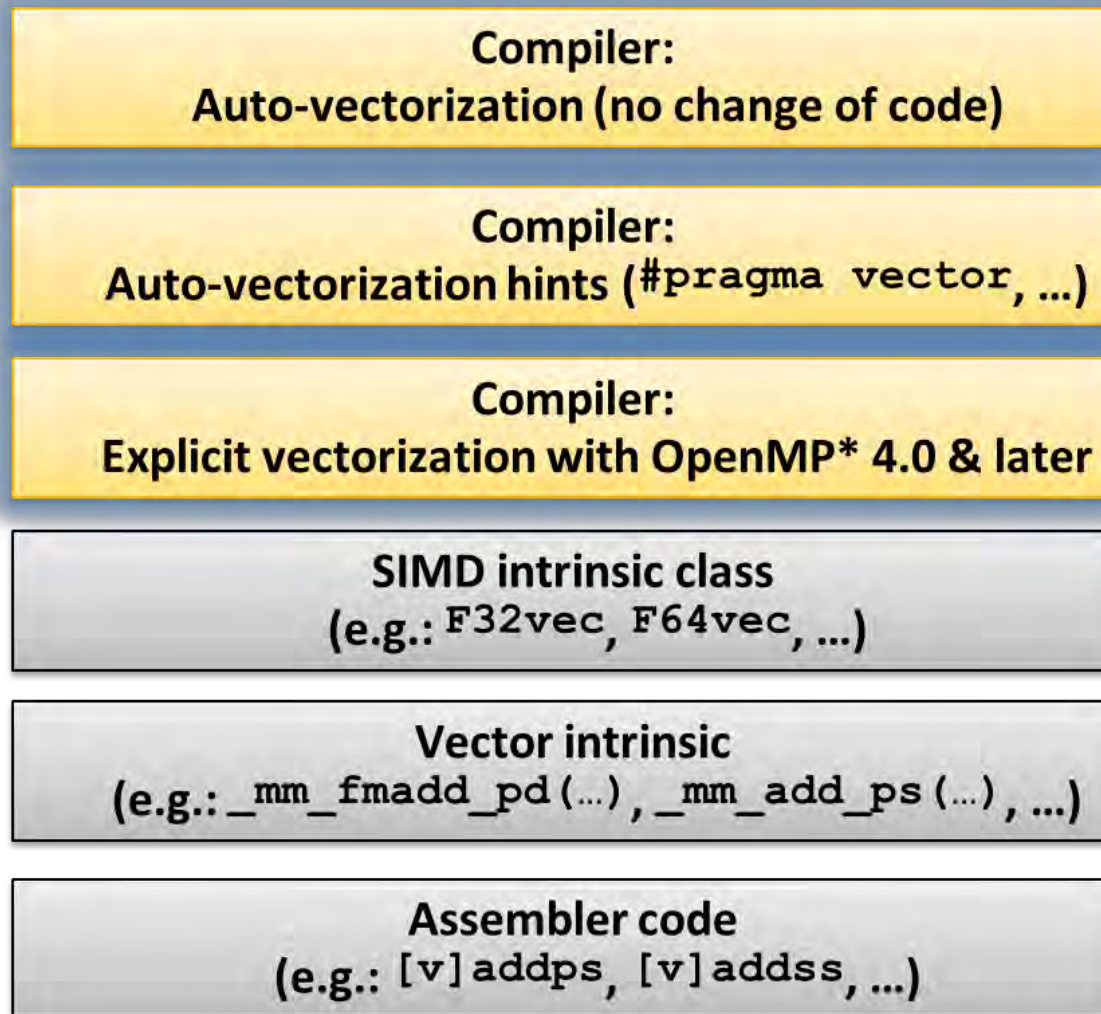 Compiler:
Auto-vectorization (no change of code)
Compiler:
Auto-vectorization hints (#pragma vector, …)
Compiler:
Explicit vectorization with OpenMP* 4.0 & later
SIMD intrinsic class
(e.g.: F32vec, F64vec, …)
Vector intrinsic
(e.g.: _mm_fmadd_pd(…), _mm_add_ps(…), …)
Assembler code
(e.g.: [v]addps, [v]addss, …)